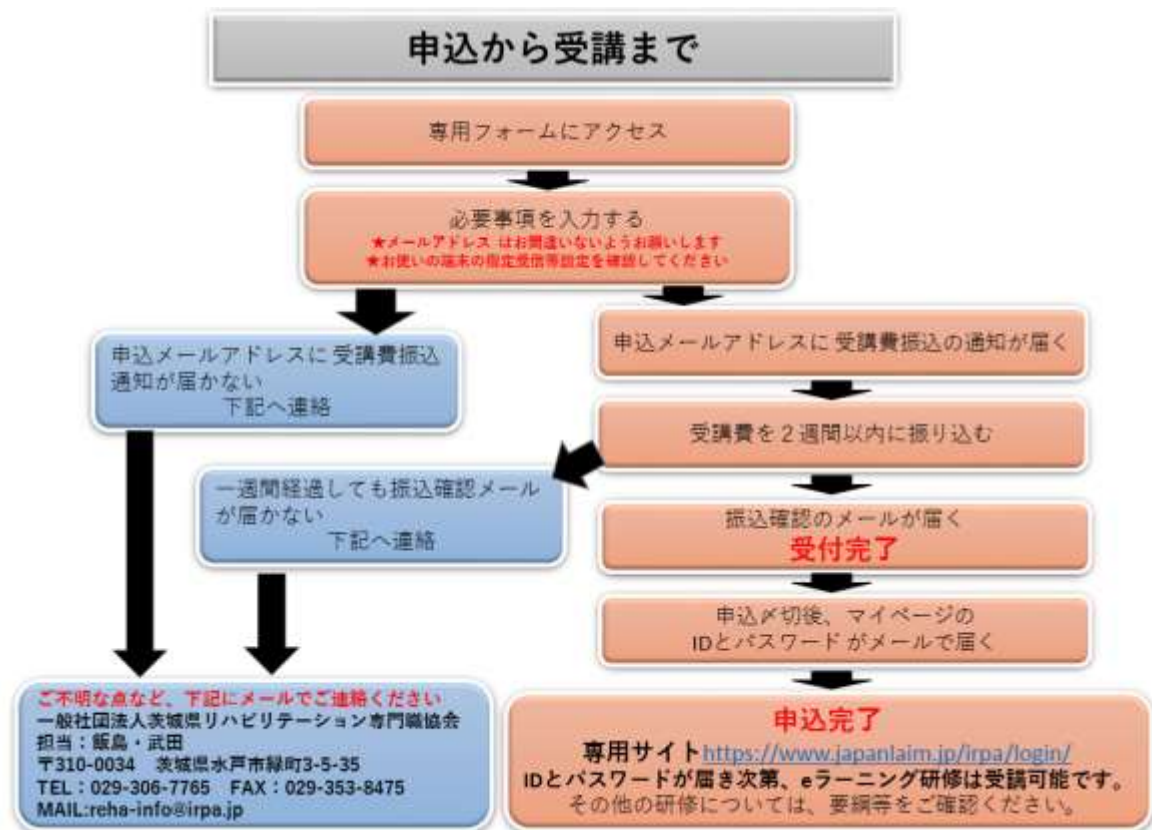 申込から受講まで
専用フォームにアクセス
必要事項を入力する
★メールアドレス はお間違いないようお願いします
★お使いの端末の指定受信等設定を確認してください
申込メールアドレスに 受講費振込
通知が届かない
下記へ連絡
申込メールアドレスに 受講費振込の通知が届く
受講費を２週間以内に振り込む
一週間経過しても振込確認メール
が届かない
下記へ連絡
振込確認のメールが届く
受付完了
申込〆切後、マイページの
IDとパスワード がメールで届く
ご不明な点など、下記にメールでご連絡ください
一般社団法人茨城県リハビリテーション専門職協会
担当：飯島・武田
〒310-0034　茨城県水戸市緑町3-5-35
TEL：029-306-7765　FAX：029-353-8475
MAIL:reha-info@irpa.jp
申込完了
専用サイトhttps://www.japanlaim.jp/irpa/login/
IDとパスワードが届き次第、eラーニング研修は受講可能です。
その他の研修については、要綱等をご確認ください。